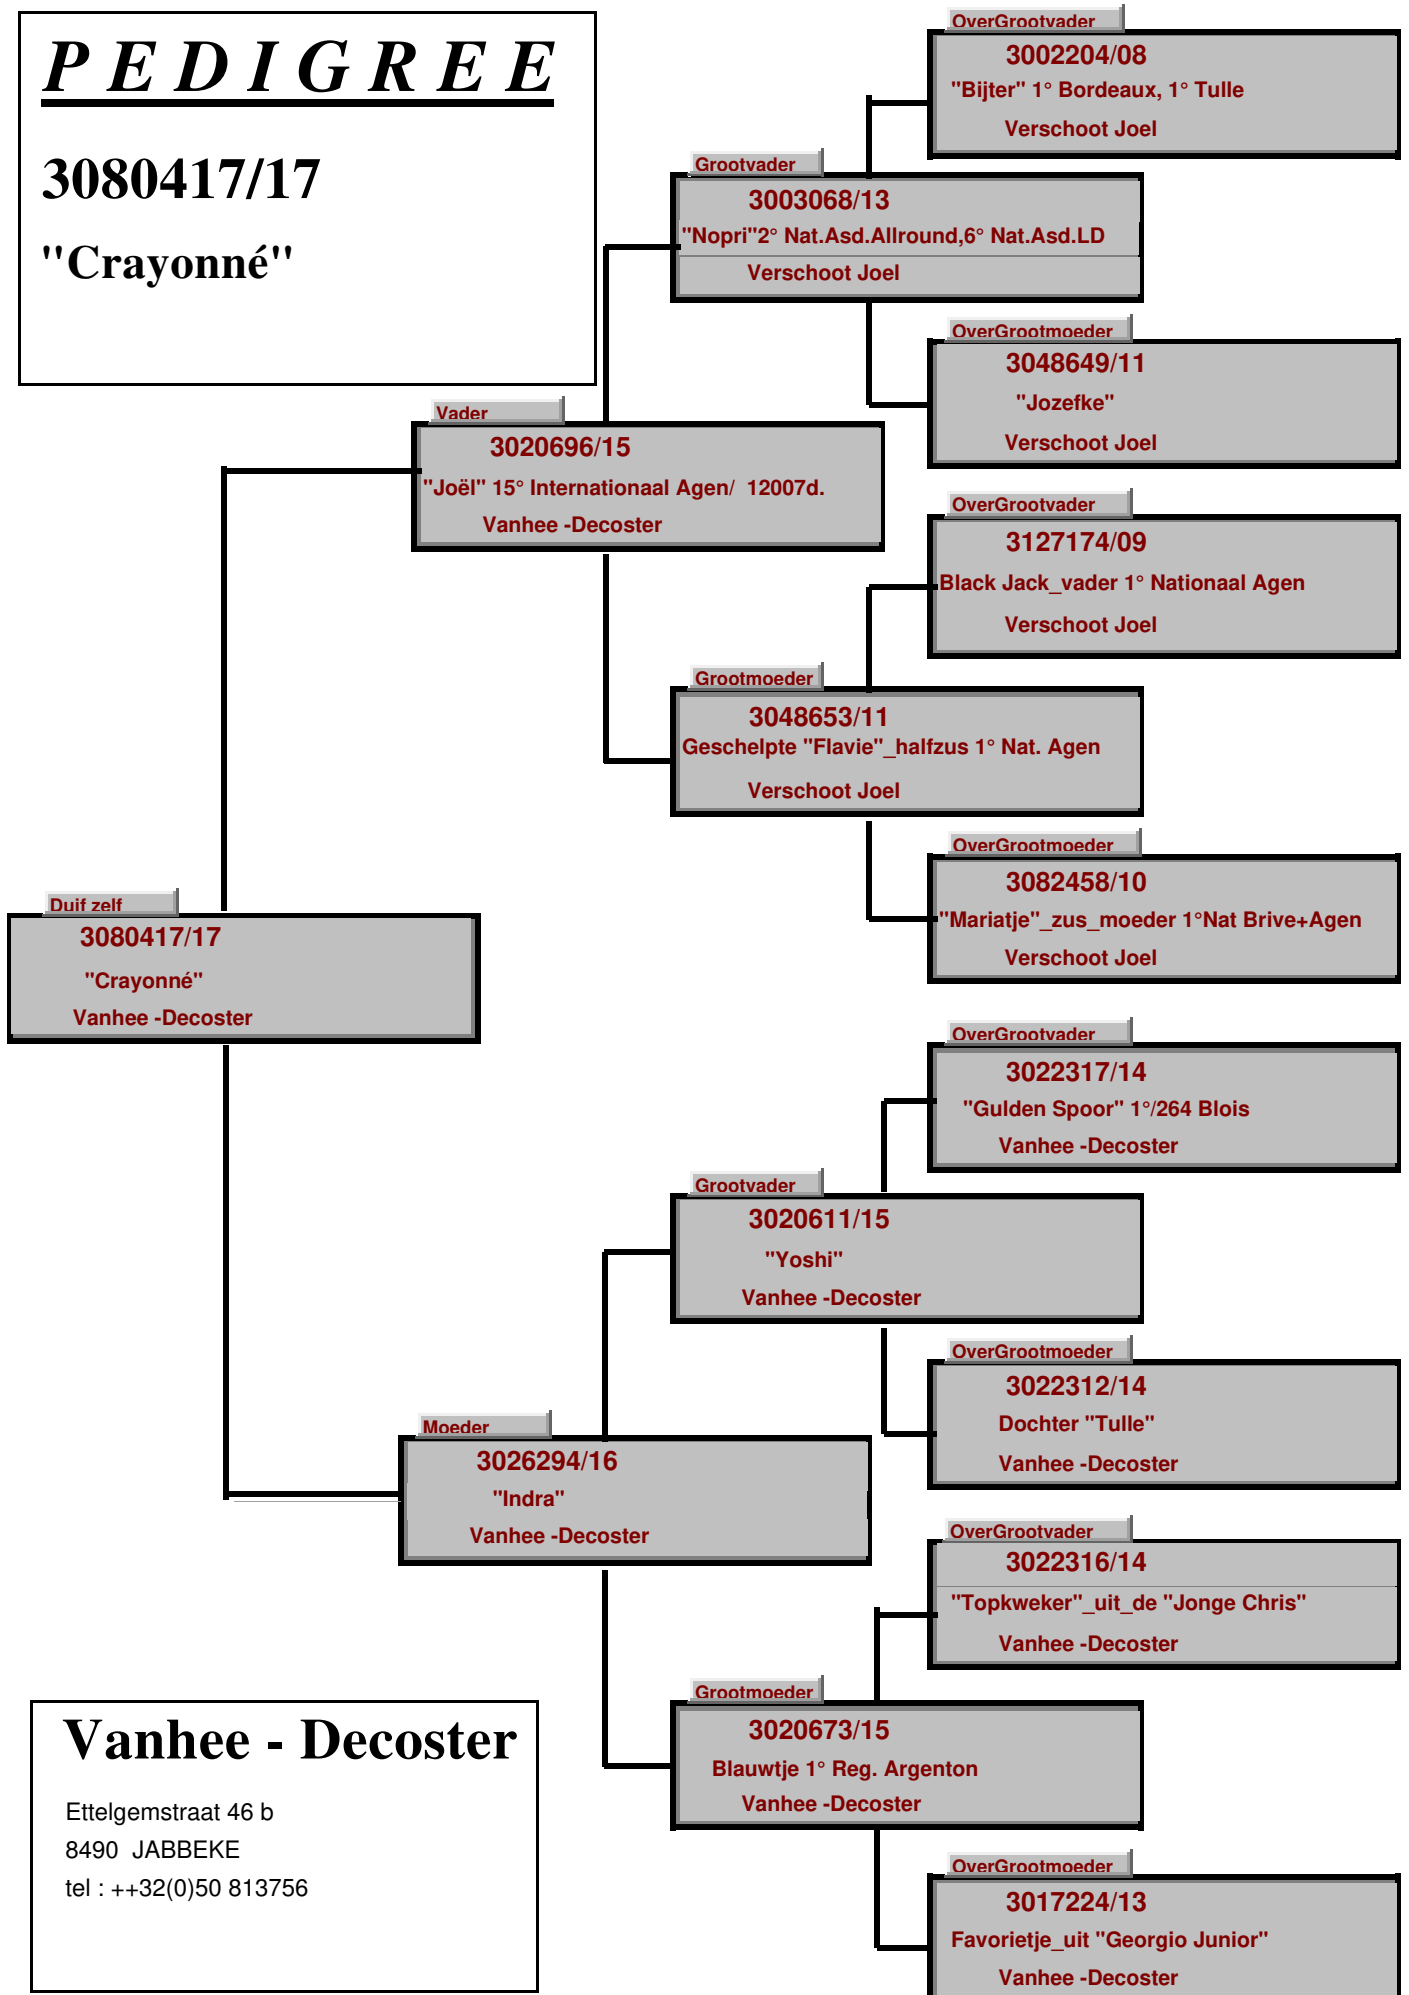 P E D I G R E E
3080417/17
"Crayonné"
OverGrootvader
3002204/08
"Bijter" 1° Bordeaux, 1° Tulle
Verschoot Joel
Grootvader
3003068/13
"Nopri"2° Nat.Asd.Allround,6° Nat.Asd.LD
Verschoot Joel
OverGrootmoeder
3048649/11
"Jozefke"
Verschoot Joel
Vader
3020696/15
"Joël" 15° Internationaal Agen/  12007d.
Vanhee -Decoster
OverGrootvader
3127174/09
Black Jack_vader 1° Nationaal Agen
Verschoot Joel
Grootmoeder
3048653/11
Geschelpte "Flavie"_halfzus 1° Nat. Agen
Verschoot Joel
OverGrootmoeder
3082458/10
"Mariatje"_zus_moeder 1°Nat Brive+Agen
Verschoot Joel
Duif zelf
3080417/17
"Crayonné"
Vanhee -Decoster
OverGrootvader
3022317/14
"Gulden Spoor" 1°/264 Blois
Vanhee -Decoster
Grootvader
3020611/15
"Yoshi"
Vanhee -Decoster
OverGrootmoeder
3022312/14
Dochter "Tulle"
Vanhee -Decoster
Moeder
3026294/16
"Indra"
Vanhee -Decoster
OverGrootvader
3022316/14
"Topkweker"_uit_de "Jonge Chris"
Vanhee -Decoster
Grootmoeder
3020673/15
Blauwtje 1° Reg. Argenton
Vanhee -Decoster
OverGrootmoeder
3017224/13
Favorietje_uit "Georgio Junior"
Vanhee -Decoster
Vanhee - Decoster
Ettelgemstraat 46 b
8490  JABBEKE
tel : ++32(0)50 813756